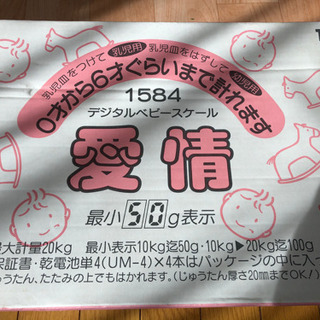 乳児皿をつけて 乳児用 乳児皿をはずして 幼児用
0才から6才ぐらいまで計れます
1584
デジタルベビースケール
愛情
最小50g表示
最大計量20kg 最小表示10kg迄50g・10kg▶20kg迄100g
保証書・乾電池単4(UM-4)×4本はパッケージの中に入っ
ゅうたん、たたみの上でもはかれます。(じゅうたん厚さ20mmまでOK!)